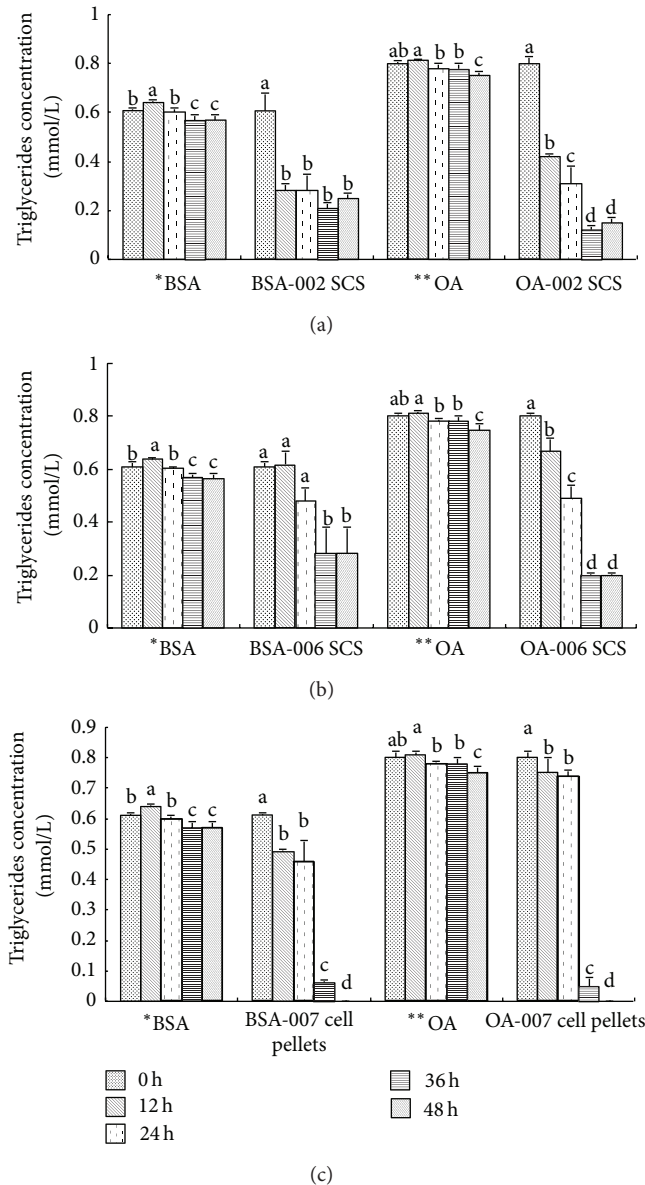 Triglycerides concentration
(mmol/L)
1
0.8
0.6
0.4
0.2
0
b a b c c
a b b b b
ab a b b c
a b c d d
*BSA BSA-002 SCS **OA OA-002 SCS
(a)
Triglycerides concentration
(mmol/L)
1
0.8
0.6
0.4
0.2
0
b a b c c
a a a b b
ab a b b c
a b c d d
*BSA BSA-006 SCS **OA OA-006 SCS
(b)
Triglycerides concentration
(mmol/L)
0.9
0.8
0.7
0.6
0.5
0.4
0.3
0.2
0.1
0
b a b c c
a b b c d
ab a b b c
a b b c d
*BSA BSA-007 cell pellets **OA OA-007 cell pellets
0 h
12 h
24 h
36 h
48 h
(c)